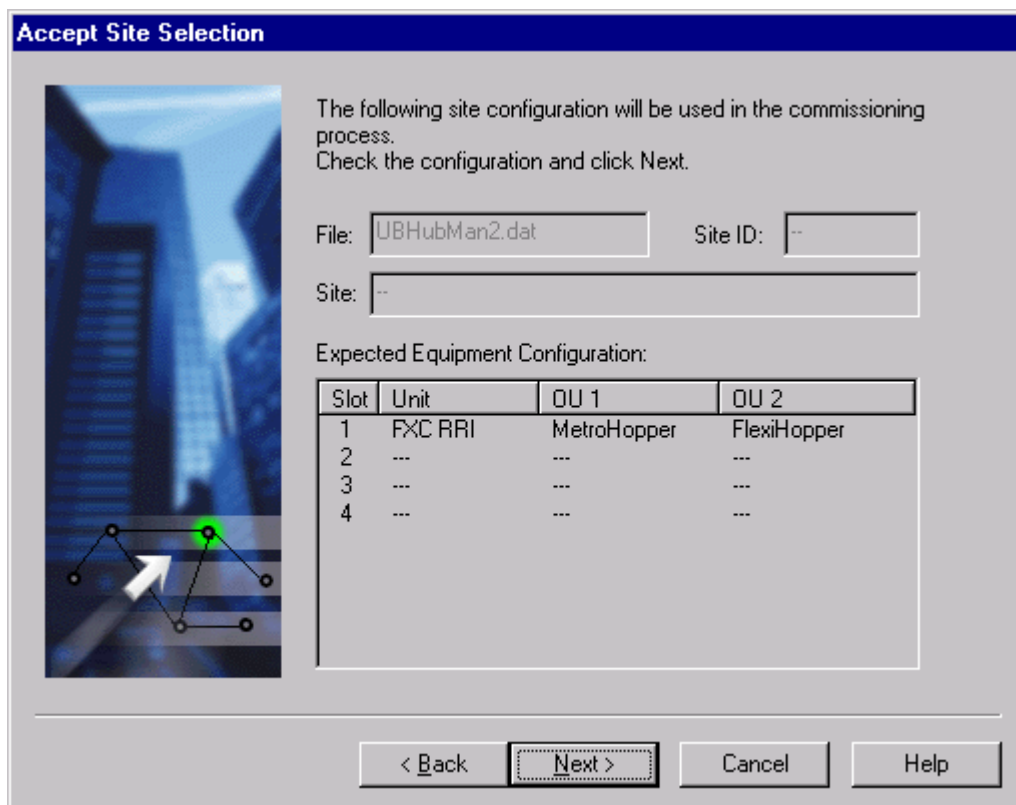 Accept Site Selection
The following site configuration will be used in the commissioning
process.
Check the configuration and click Next.
File: UBHubMan2.dat Site ID: --
Site: --
Expected Equipment Configuration:
Slot Unit OU 1 OU 2
1 FXC RRI MetroHopper FlexiHopper
2 --- --- ---
3 --- --- ---
4 --- --- ---
< Back Next > Cancel Help